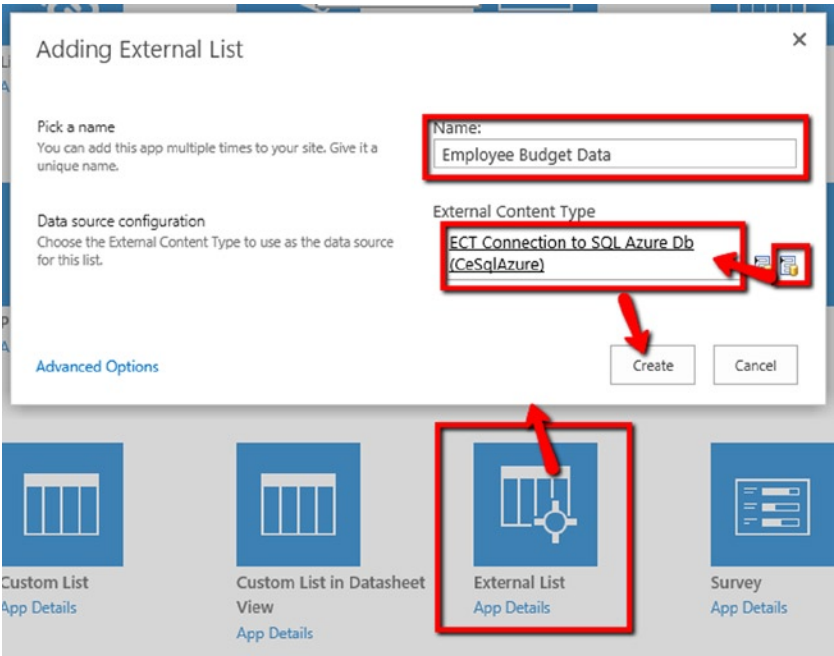 Adding External List
Pick a name
You can add this app multiple times to your site. Give it a
unique name.
Name:
Employee Budget Data
Data source configuration
Choose the External Content Type to use as the data source
for this list.
External Content Type
ECT Connection to SQL Azure Db
(CeSqlAzure)
Advanced Options
Create
Cancel
Custom List
App Details
Custom List in Datasheet
View
App Details
External List
App Details
Survey
App Details